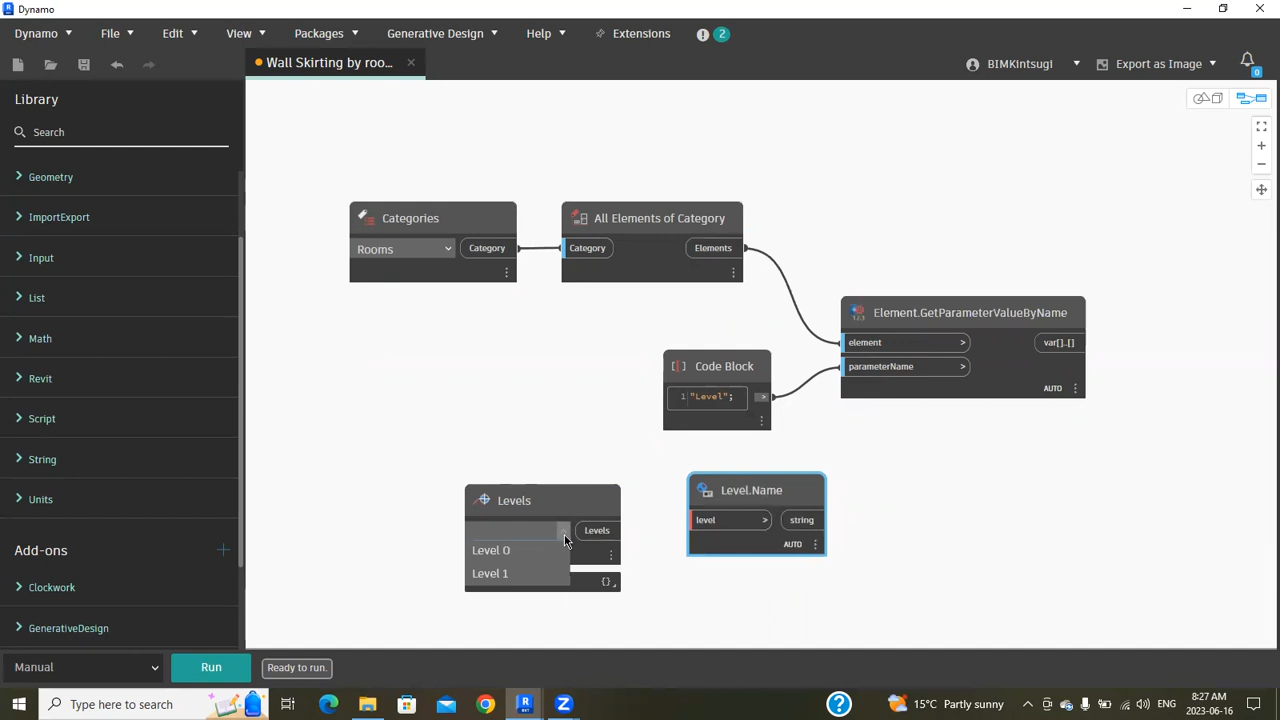 Dynamo
Dynamo File Edit View Packages Generative Design Help Extensions 2
Wall Skirting by roo...
BIMKintsugi Export as Image 0
Library
Search
Geometry
ImportExport
Input
List
Math
Revit
Script
String
Units
Add-ons
Clockwork
GenerativeDesign
Categories
Rooms Category
All Elements of Category
Category Elements
Element.GetParameterValueByName
element > var[]..[]
parameterName >
AUTO
Code Block
1 "Level"; >
Levels
Levels
Level 0
Level 1
{}
Level.Name
level > string
AUTO
Manual Run Ready to run.
Type here to search
15°C Partly sunny
ENG
8:27 AM
2023-06-16